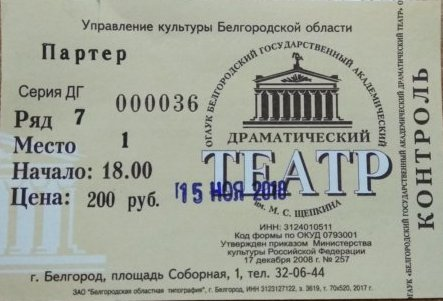 Управление культуры Белгородской области
Партер
Серия ДГ
000036
Ряд 7
Место 1
Начало: 18.00
Цена: 200 руб.
15 НОЯ 2018
ОГАУК БЕЛГОРОДСКИЙ ГОСУДАРСТВЕННЫЙ АКАДЕМИЧЕСКИЙ
ДРАМАТИЧЕСКИЙ
ТЕАТР
им. М. С. ЩЕПКИНА
ИНН: 3124010511
Код формы по ОКУД 0793001
Утвержден приказом Министерства
культуры Российской Федерации
17 декабря 2008 г. № 257
г. Белгород, площадь Соборная, 1, тел. 32-06-44
ЗАО "Белгородская областная типография", г. Белгород, ИНН 3123127122, з. 3619, г. 70х520, 2017 г.
ОГАУК «БЕЛГОРОДСКИЙ ГОСУДАРСТВЕННЫЙ АКАДЕМИЧЕСКИЙ ДРАМАТИЧЕСКИЙ ТЕАТР»
КОНТРОЛЬ